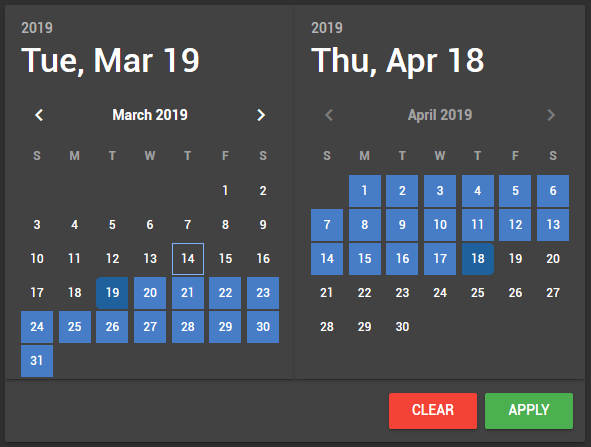 2019
Tue, Mar 19
March 2019
S M T W T F S
1 2
3 4 5 6 7 8 9
10 11 12 13 14 15 16
17 18 19 20 21 22 23
24 25 26 27 28 29 30
31
2019
Thu, Apr 18
April 2019
S M T W T F S
1 2 3 4 5 6
7 8 9 10 11 12 13
14 15 16 17 18 19 20
21 22 23 24 25 26 27
28 29 30
CLEAR APPLY